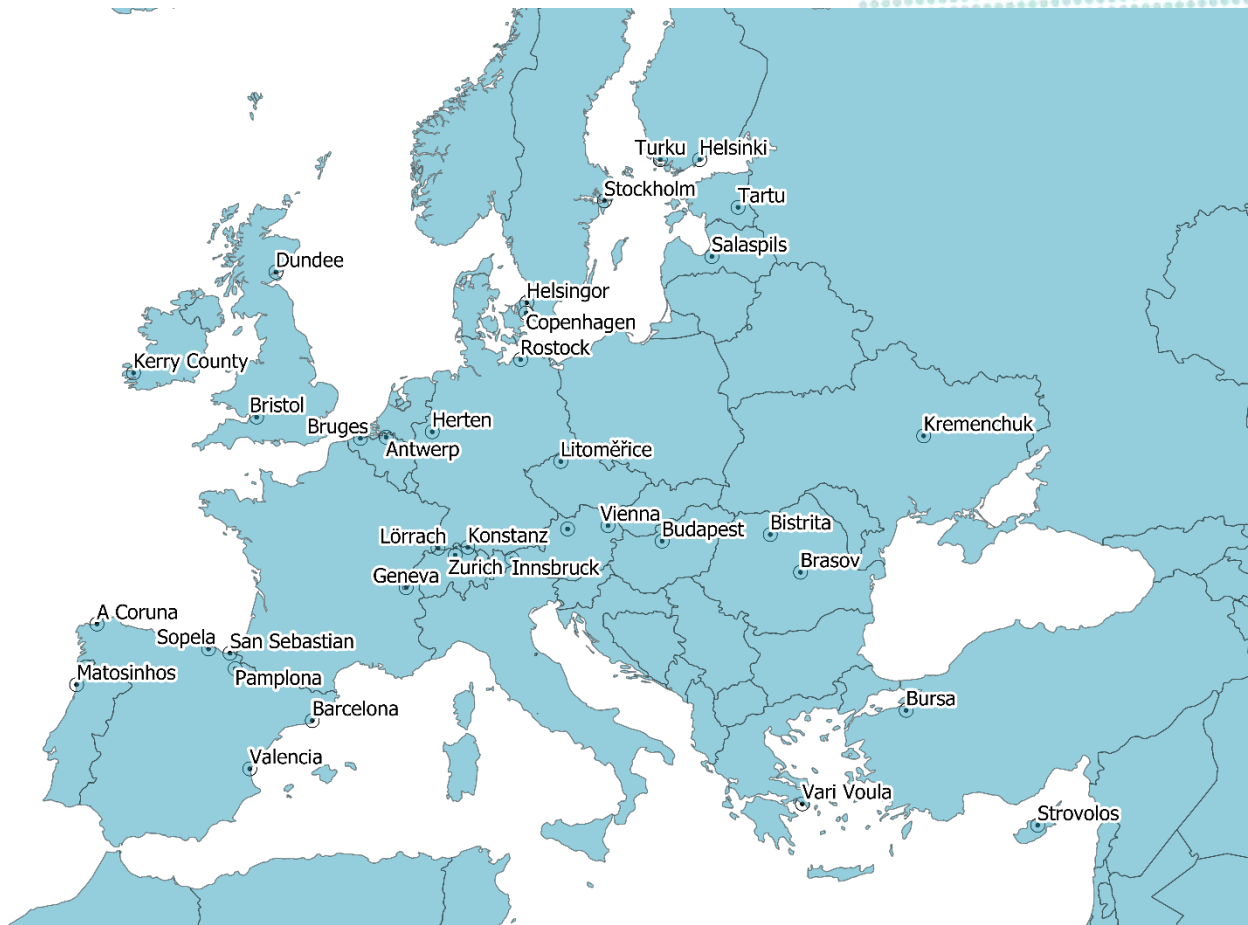 Turku
Helsinki
Stockholm
Tartu
Salaspils
Dundee
Helsingor
Copenhagen
Rostock
Kerry County
Bristol
Bruges
Herten
Antwerp
Kremenchuk
Litoměřice
Vienna
Lörrach
Konstanz
Budapest
Bistrita
Zurich
Innsbruck
Geneva
Brasov
A Coruna
Sopela
San Sebastian
Matosinhos
Pamplona
Barcelona
Bursa
Valencia
Vari Voula
Strovolos